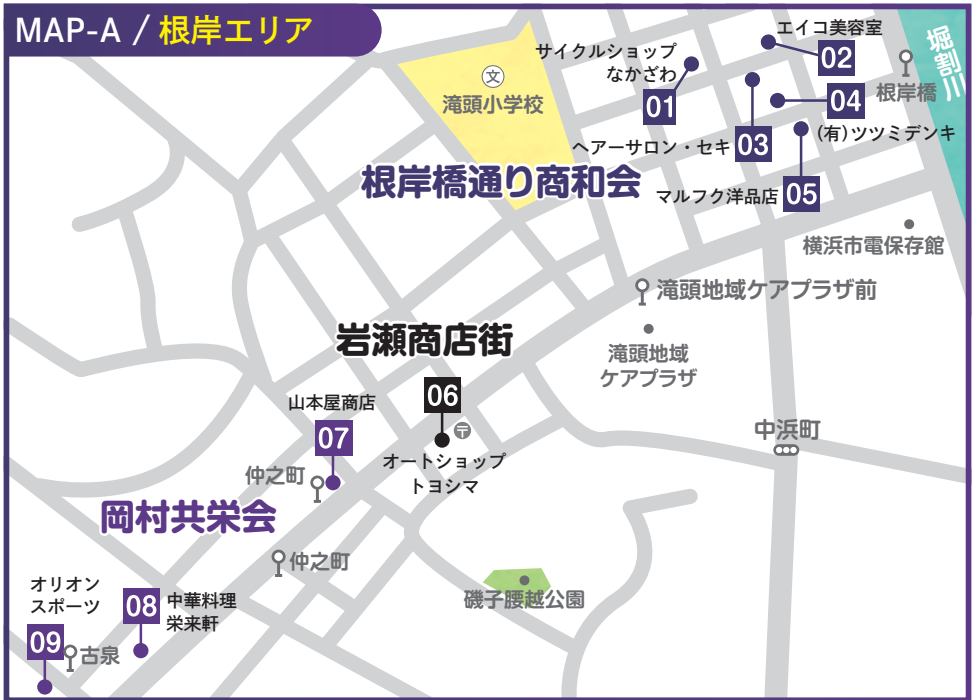 MAP-A / 根岸エリア
エイコ美容室
02
堀割川
サイクルショップ
なかざわ
01
文
滝頭小学校
根岸橋
04
(有)ツツミデンキ
ヘアーサロン・セキ
03
根岸橋通り商和会
マルフク洋品店
05
横浜市電保存館
滝頭地域ケアプラザ前
岩瀬商店街
滝頭地域
ケアプラザ
06
山本屋商店
07
〒
中浜町
オートショップ
トヨシマ
仲之町
岡村共栄会
仲之町
オリオン
スポーツ
08
中華料理
栄来軒
磯子腰越公園
09
古泉